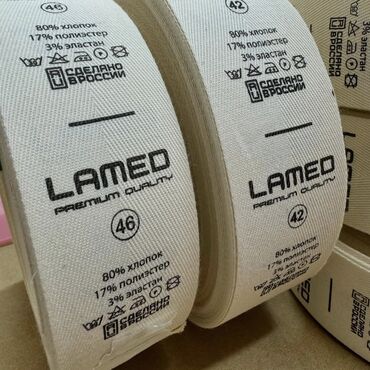 46
80% хлопок
17% полиэстер
3% эластан
СДЕЛАНО
В РОССИИ
LAMED
PREMIUM QUALITY
46
80% хлопок
17% полиэстер
3% эластан
СДЕЛАНО
В РОССИИ
42
80% хлопок
17% полиэстер
3% эластан
СДЕЛАНО
В РОССИИ
LAMED
PREMIUM QUALITY
42
80% хлопок
17% полиэстер
3% эластан
СДЕЛАНО
В РОССИИ